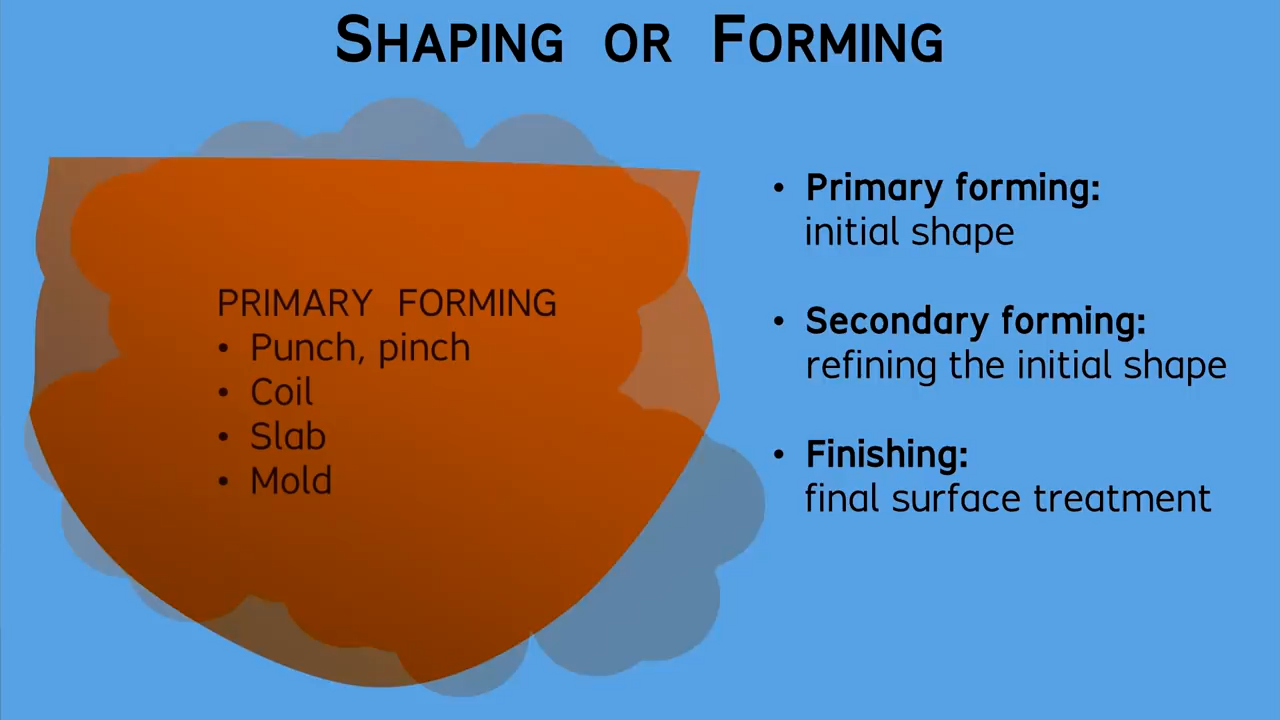 SHAPING OR FORMING
PRIMARY FORMING
• Punch, pinch
• Coil
• Slab
• Mold
• Primary forming:
initial shape
• Secondary forming:
refining the initial shape
• Finishing:
final surface treatment